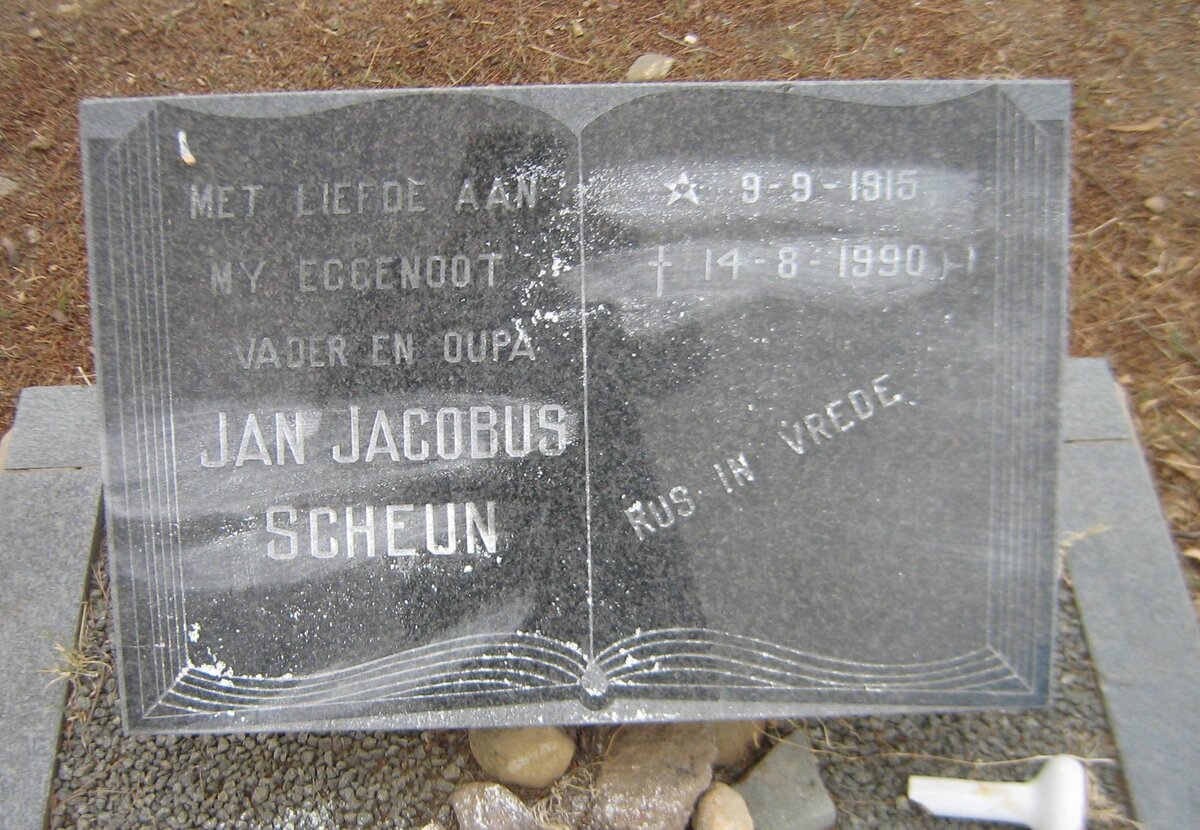 MET LIEFDE AAN
MY EGGENOOT
VADER EN OUPA
JAN JACOBUS
SCHEUN
☆ 9-9-1915
† 14-8-1990
RUS IN VREDE